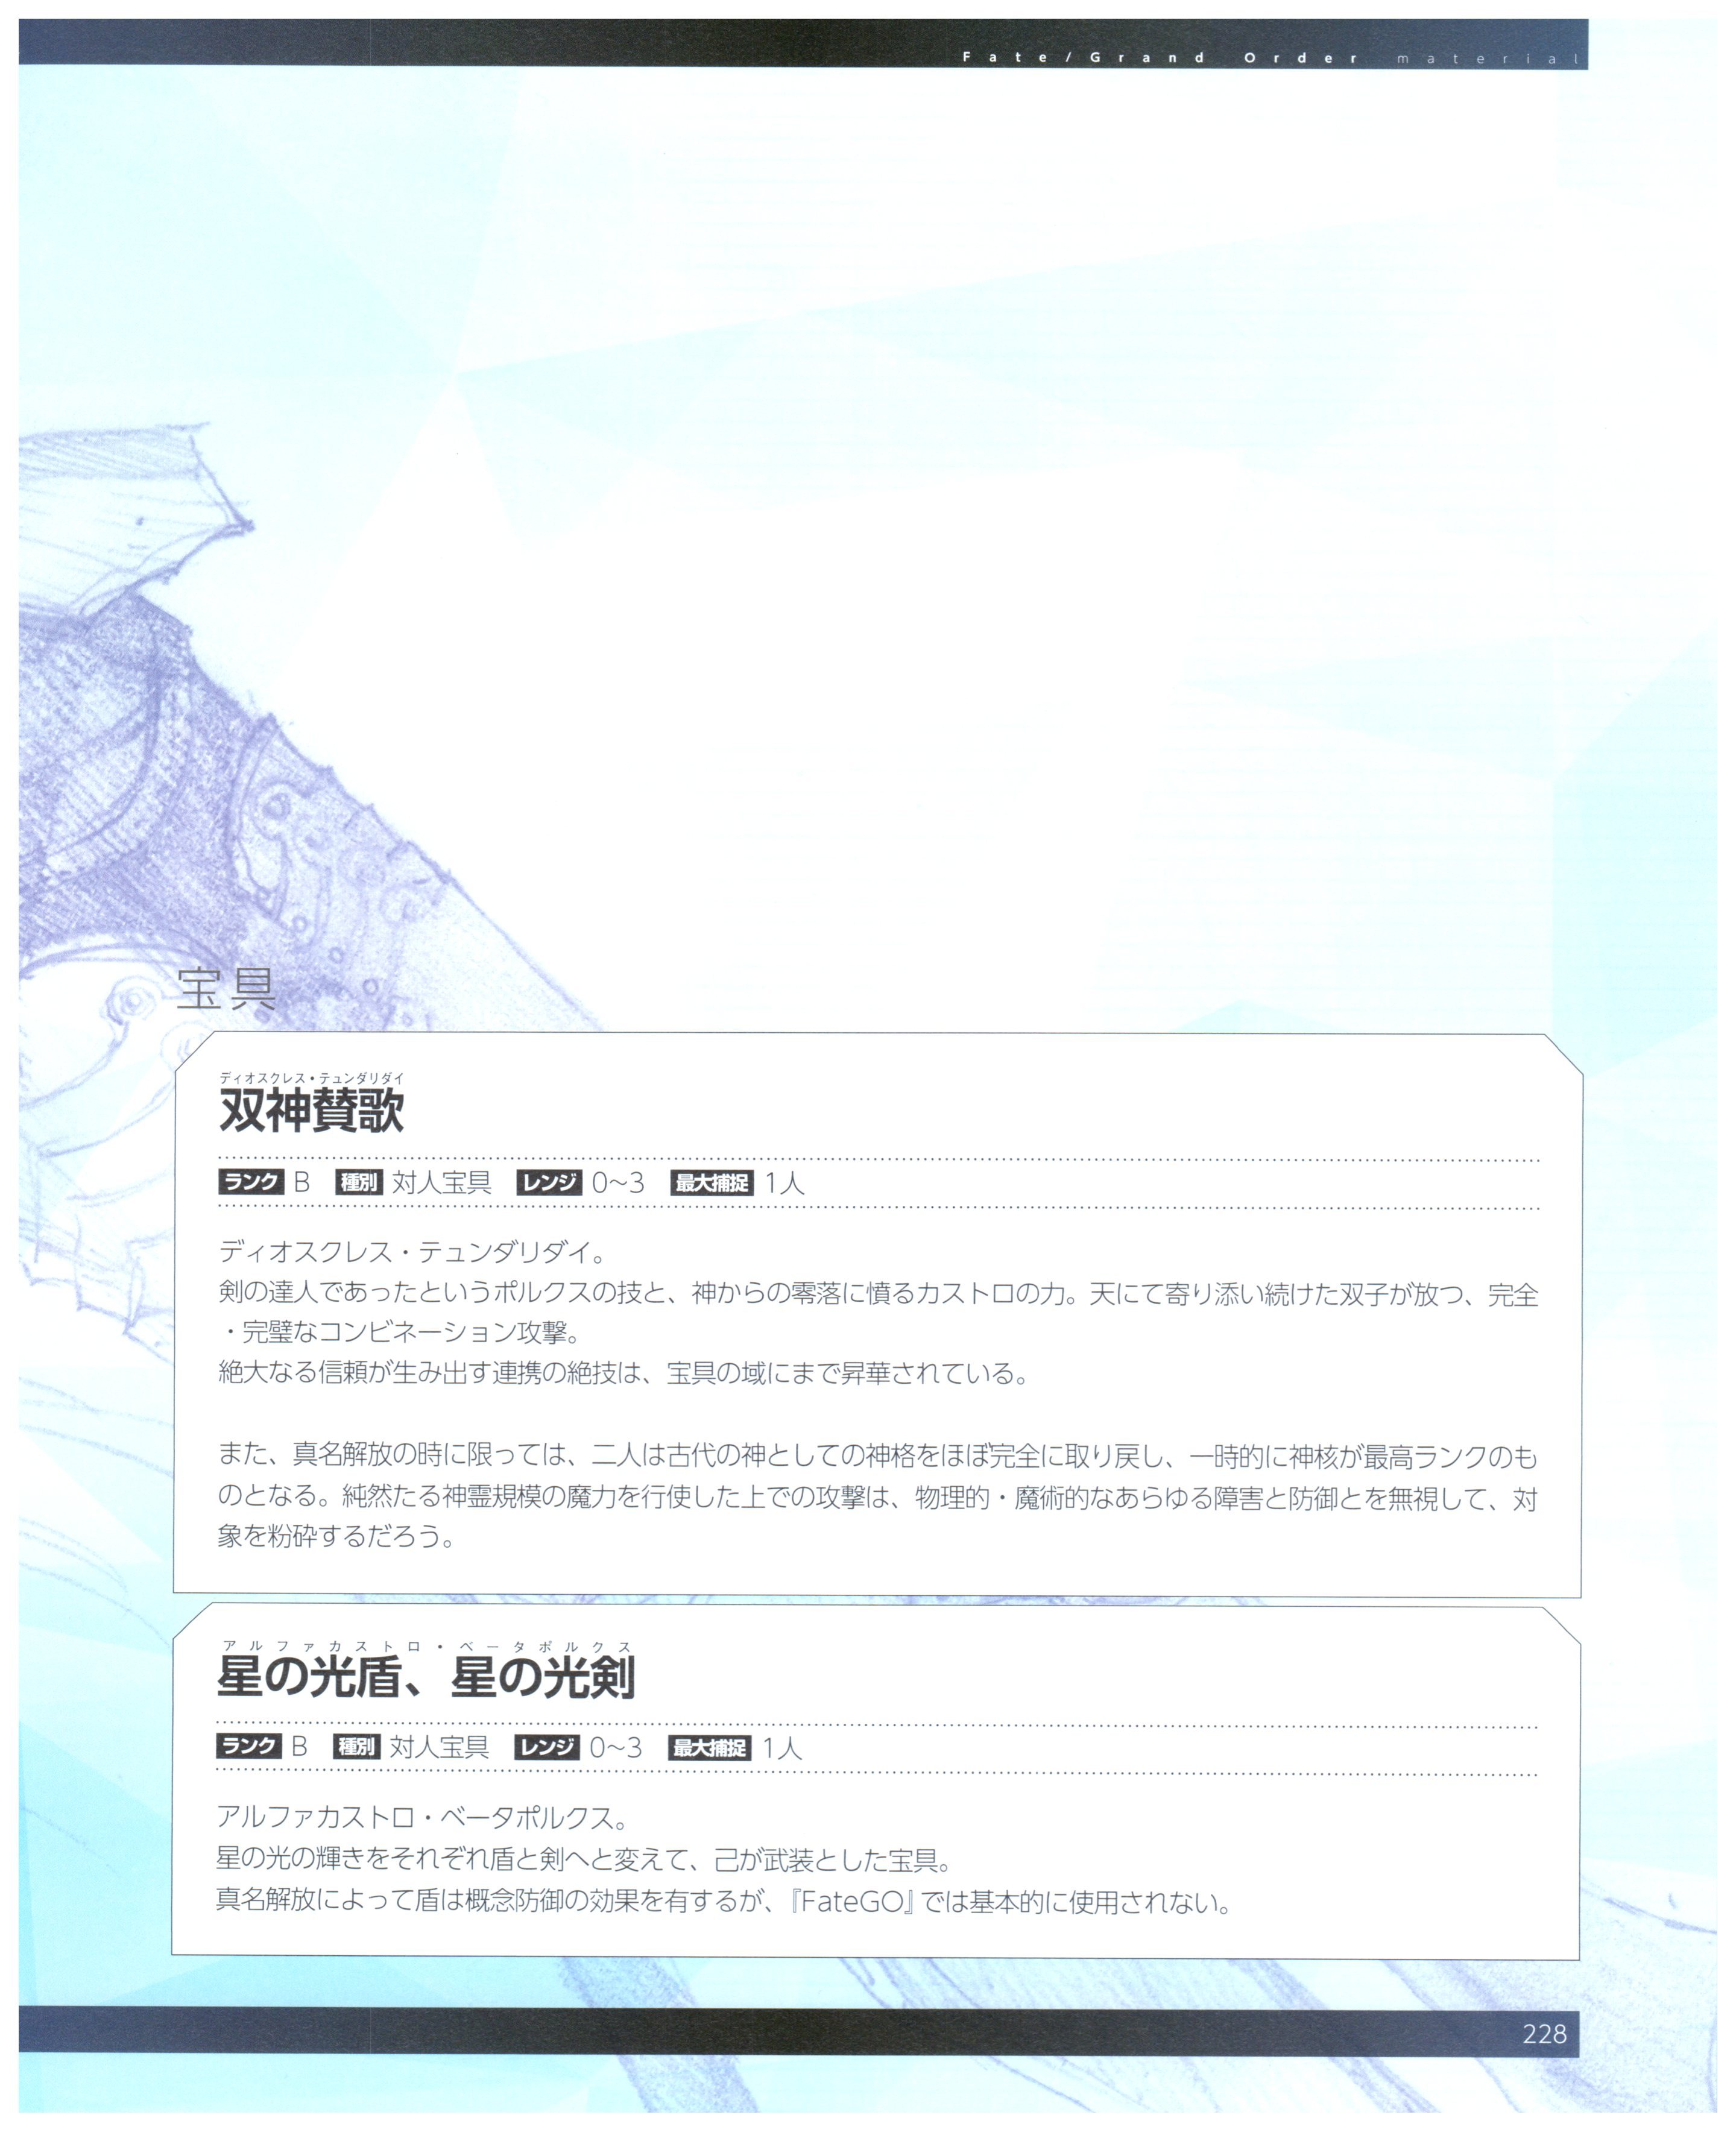 Fate/Grand Order material
宝具
ディオスクレス・テュンダリダイ
双神賛歌
ランク B 種別 対人宝具 レンジ 0~3 最大捕捉 1人
ディオスクレス・テュンダリダイ。
剣の達人であったというポルクスの技と、神からの零落に憤るカストロの力。天にて寄り添い続けた双子が放つ、完全
・完璧なコンビネーション攻撃。
絶大なる信頼が生み出す連携の絶技は、宝具の域にまで昇華されている。
また、真名解放の時に限っては、二人は古代の神としての神格をほぼ完全に取り戻し、一時的に神核が最高ランクのも
のとなる。純然たる神霊規模の魔力を行使した上での攻撃は、物理的・魔術的なあらゆる障害と防御とを無視して、対
象を粉砕するだろう。
アルファカストロ・ベータポルクス
星の光盾、星の光剣
ランク B 種別 対人宝具 レンジ 0~3 最大捕捉 1人
アルファカストロ・ベータポルクス。
星の光の輝きをそれぞれ盾と剣へと変えて、己が武装とした宝具。
真名解放によって盾は概念防御の効果を有するが、『FateGO』では基本的に使用されない。
228